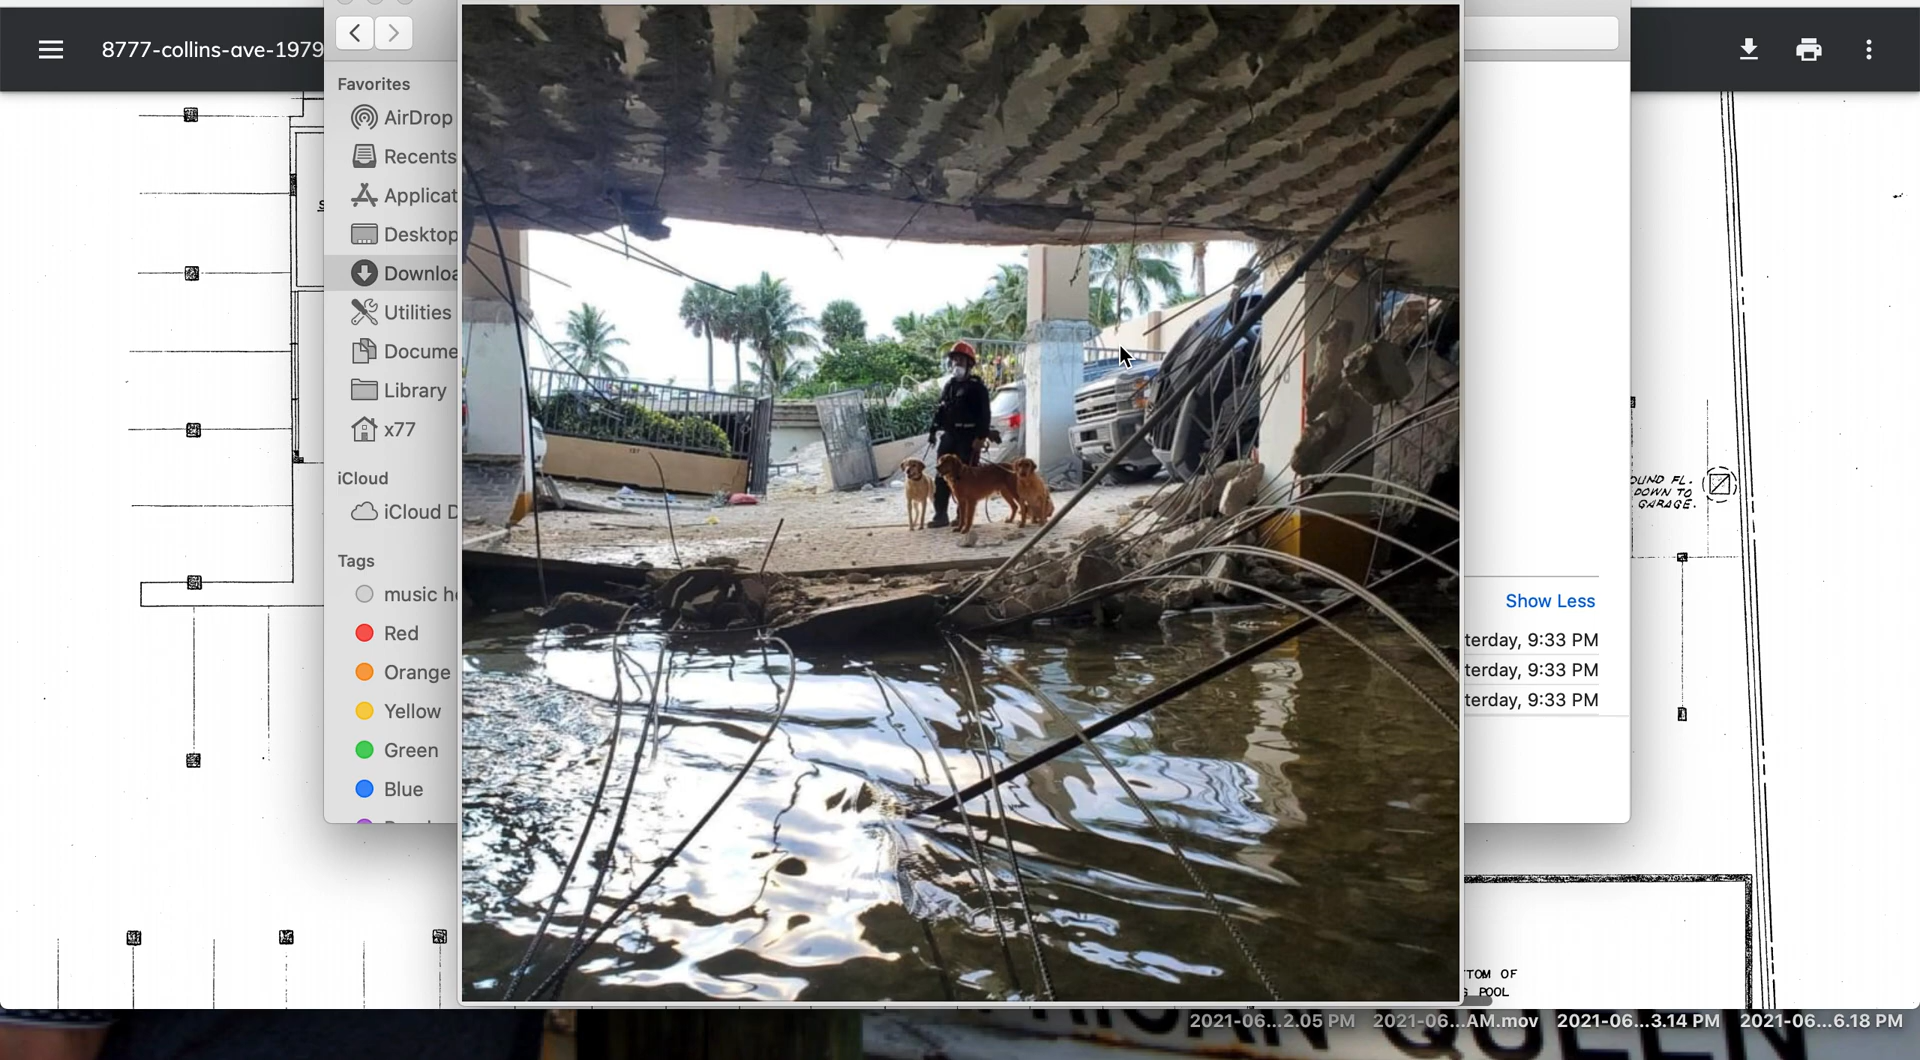 8777-collins-ave-1979
Favorites
AirDrop
Recents
Applicat
Desktop
Downloa
Utilities
Docume
Library
x77
iCloud
iCloud D
Tags
music h
Red
Orange
Yellow
Green
Blue
Show Less
terday, 9:33 PM
terday, 9:33 PM
terday, 9:33 PM
OUND FL.
DOWN TO
GARAGE.
TOM OF
G POOL
2021-06...2.05 PM
2021-06...AM.mov
2021-06...3.14 PM
2021-06...6.18 PM
QUEEN